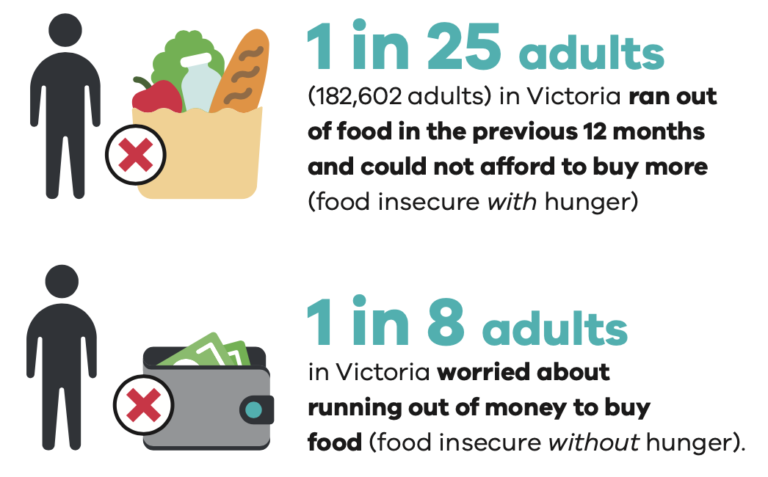 1 in 25 adults
(182,602 adults) in Victoria ran out
of food in the previous 12 months
and could not afford to buy more
(food insecure with hunger)
1 in 8 adults
in Victoria worried about
running out of money to buy
food (food insecure without hunger).